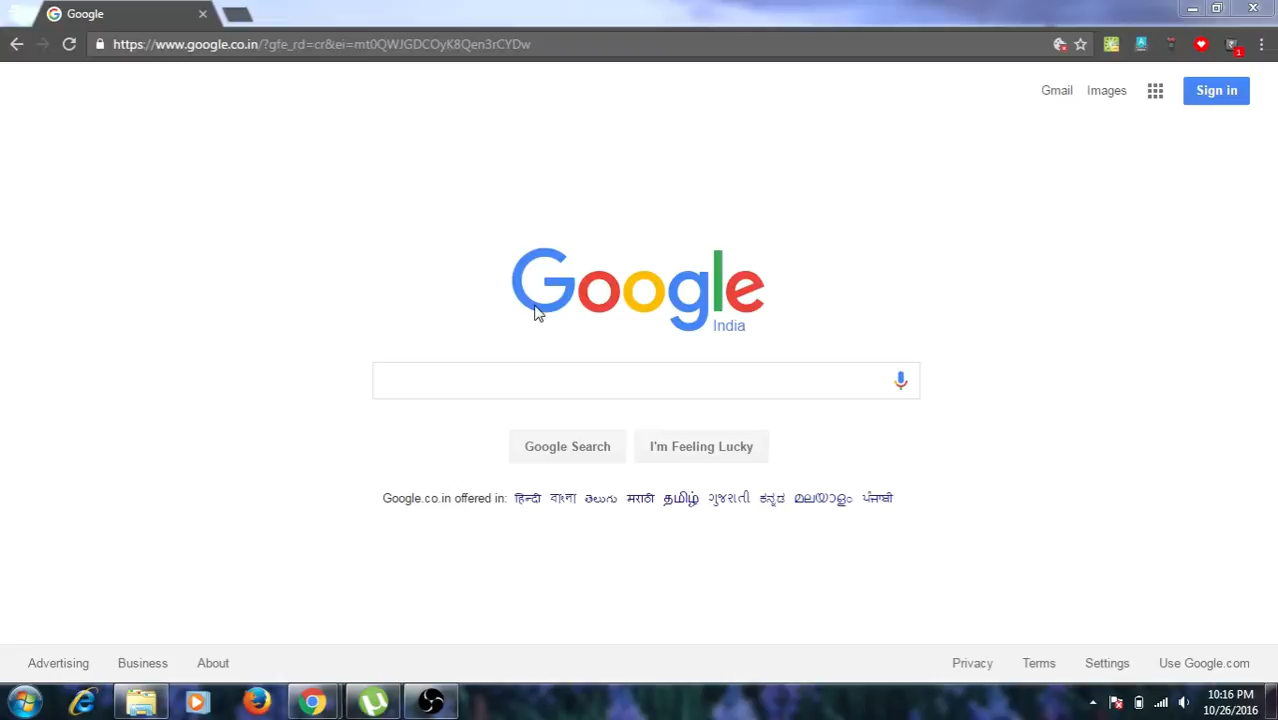 Google
https://www.google.co.in/?gfe_rd=cr&ei=mt0QWJGDCOyK8Qen3rCYDw
1
Gmail Images Sign in
Google
India
Google Search I'm Feeling Lucky
Google.co.in offered in: हिन्दी বাংলা తెలుగు मराठी தமிழ் ગુજરાતી ಕನ್ನಡ മലയാളം ਪੰਜਾਬੀ
Advertising Business About Privacy Terms Settings Use Google.com
10:16 PM
10/26/2016